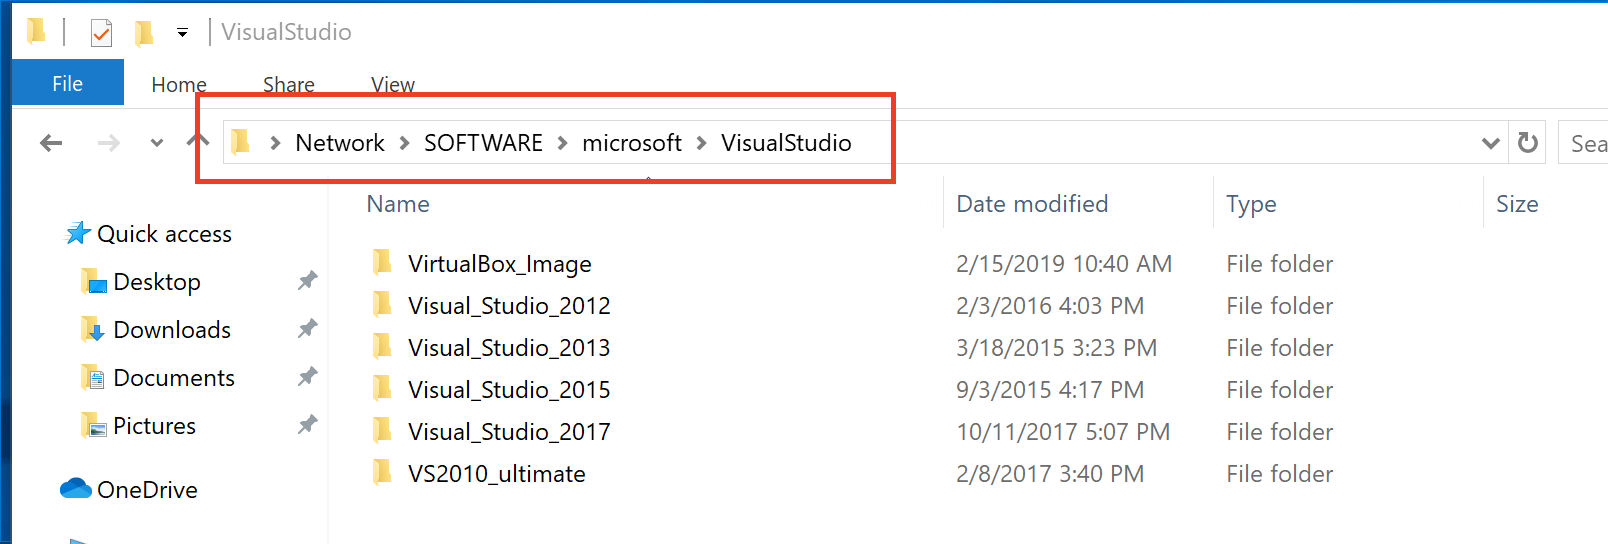 VisualStudio
File Home Share View
Network SOFTWARE microsoft VisualStudio
Sea
Name Date modified Type Size
Quick access
Desktop
Downloads
Documents
Pictures
OneDrive
VirtualBox_Image 2/15/2019 10:40 AM File folder
Visual_Studio_2012 2/3/2016 4:03 PM File folder
Visual_Studio_2013 3/18/2015 3:23 PM File folder
Visual_Studio_2015 9/3/2015 4:17 PM File folder
Visual_Studio_2017 10/11/2017 5:07 PM File folder
VS2010_ultimate 2/8/2017 3:40 PM File folder